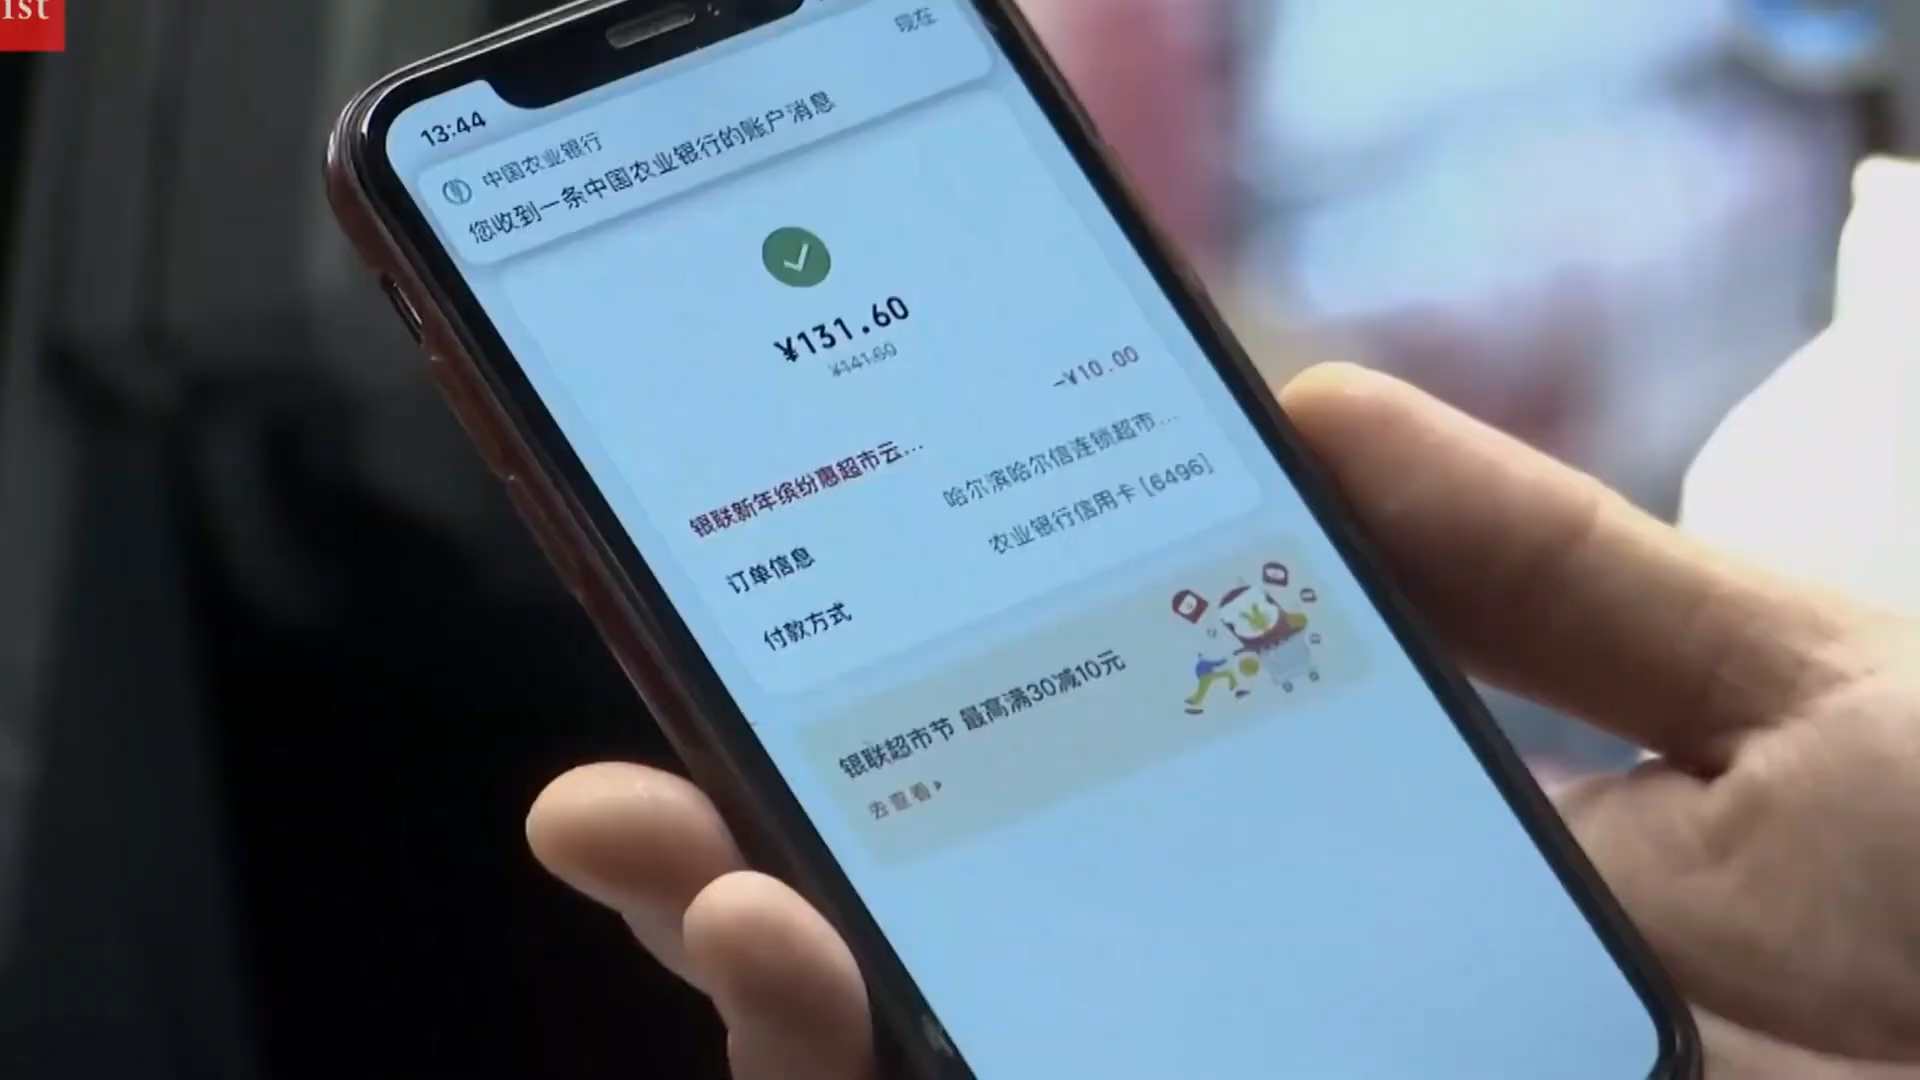 ist
现在
13:44
中国农业银行
您收到一条中国农业银行的账户消息
¥131.60
¥141.60
银联新年缤纷惠超市云... -¥10.00
订单信息 哈尔滨哈尔信连锁超市...
付款方式 农业银行信用卡 [6496]
银联超市节 最高满30减10元
去查看